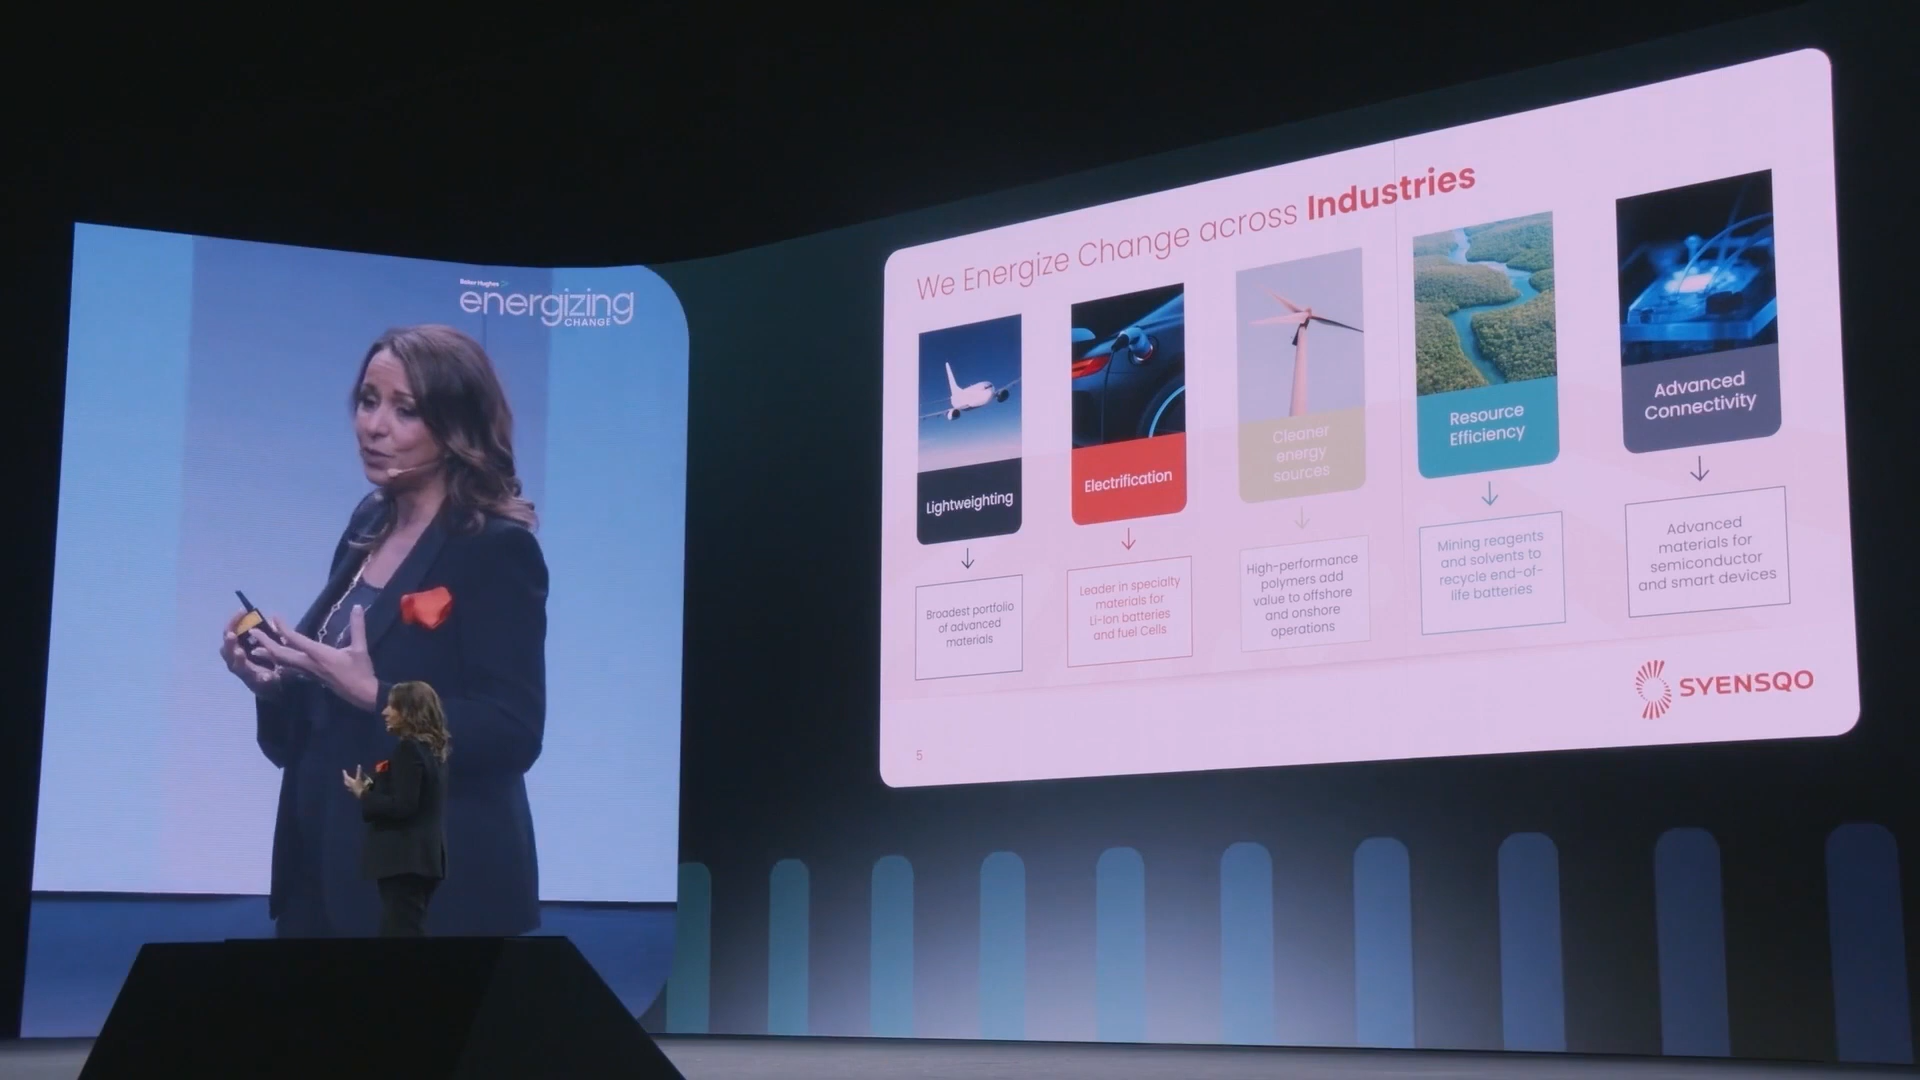 Baker Hughes
energizing
CHANGE
We Energize Change across Industries
Lightweighting
Broadest portfolio
of advanced
materials
Electrification
Leader in specialty
materials for
Li-Ion batteries
and fuel Cells
Cleaner
energy
sources
High-performance
polymers add
value to offshore
and onshore
operations
Resource
Efficiency
Mining reagents
and solvents to
recycle end-of-
life batteries
Advanced
Connectivity
Advanced
materials for
semiconductor
and smart devices
SYENSQO
5